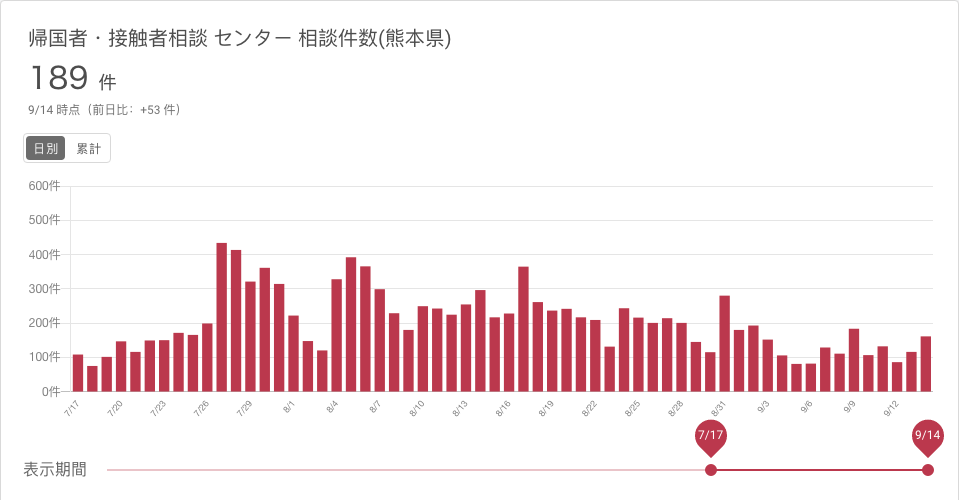 帰国者・接触者相談 センター 相談件数(熊本県)
189 件
9/14 時点（前日比：+53 件）
日別 累計
600件
500件
400件
300件
200件
100件
0件
7/17 7/20 7/23 7/26 7/29 8/1 8/4 8/7 8/10 8/13 8/16 8/19 8/22 8/25 8/28 8/31 9/3 9/6 9/9 9/12
7/17 9/14
表示期間